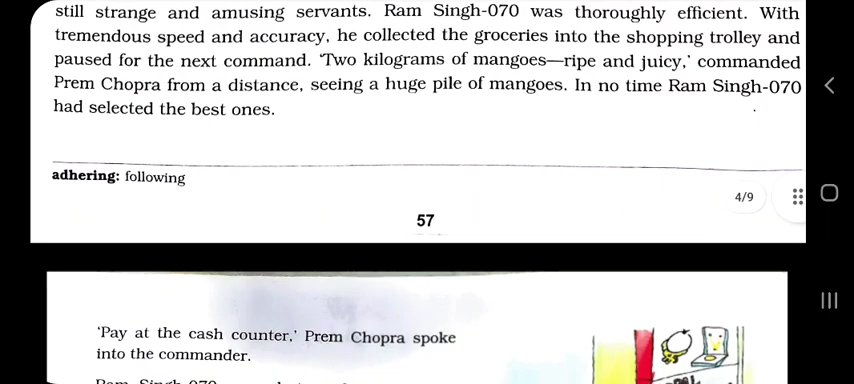 still strange and amusing servants. Ram Singh-070 was thoroughly efficient. With
tremendous speed and accuracy, he collected the groceries into the shopping trolley and
paused for the next command. ‘Two kilograms of mangoes—ripe and juicy,’ commanded
Prem Chopra from a distance, seeing a huge pile of mangoes. In no time Ram Singh-070
had selected the best ones.
adhering: following
4/9
57
‘Pay at the cash counter,’ Prem Chopra spoke
into the commander.